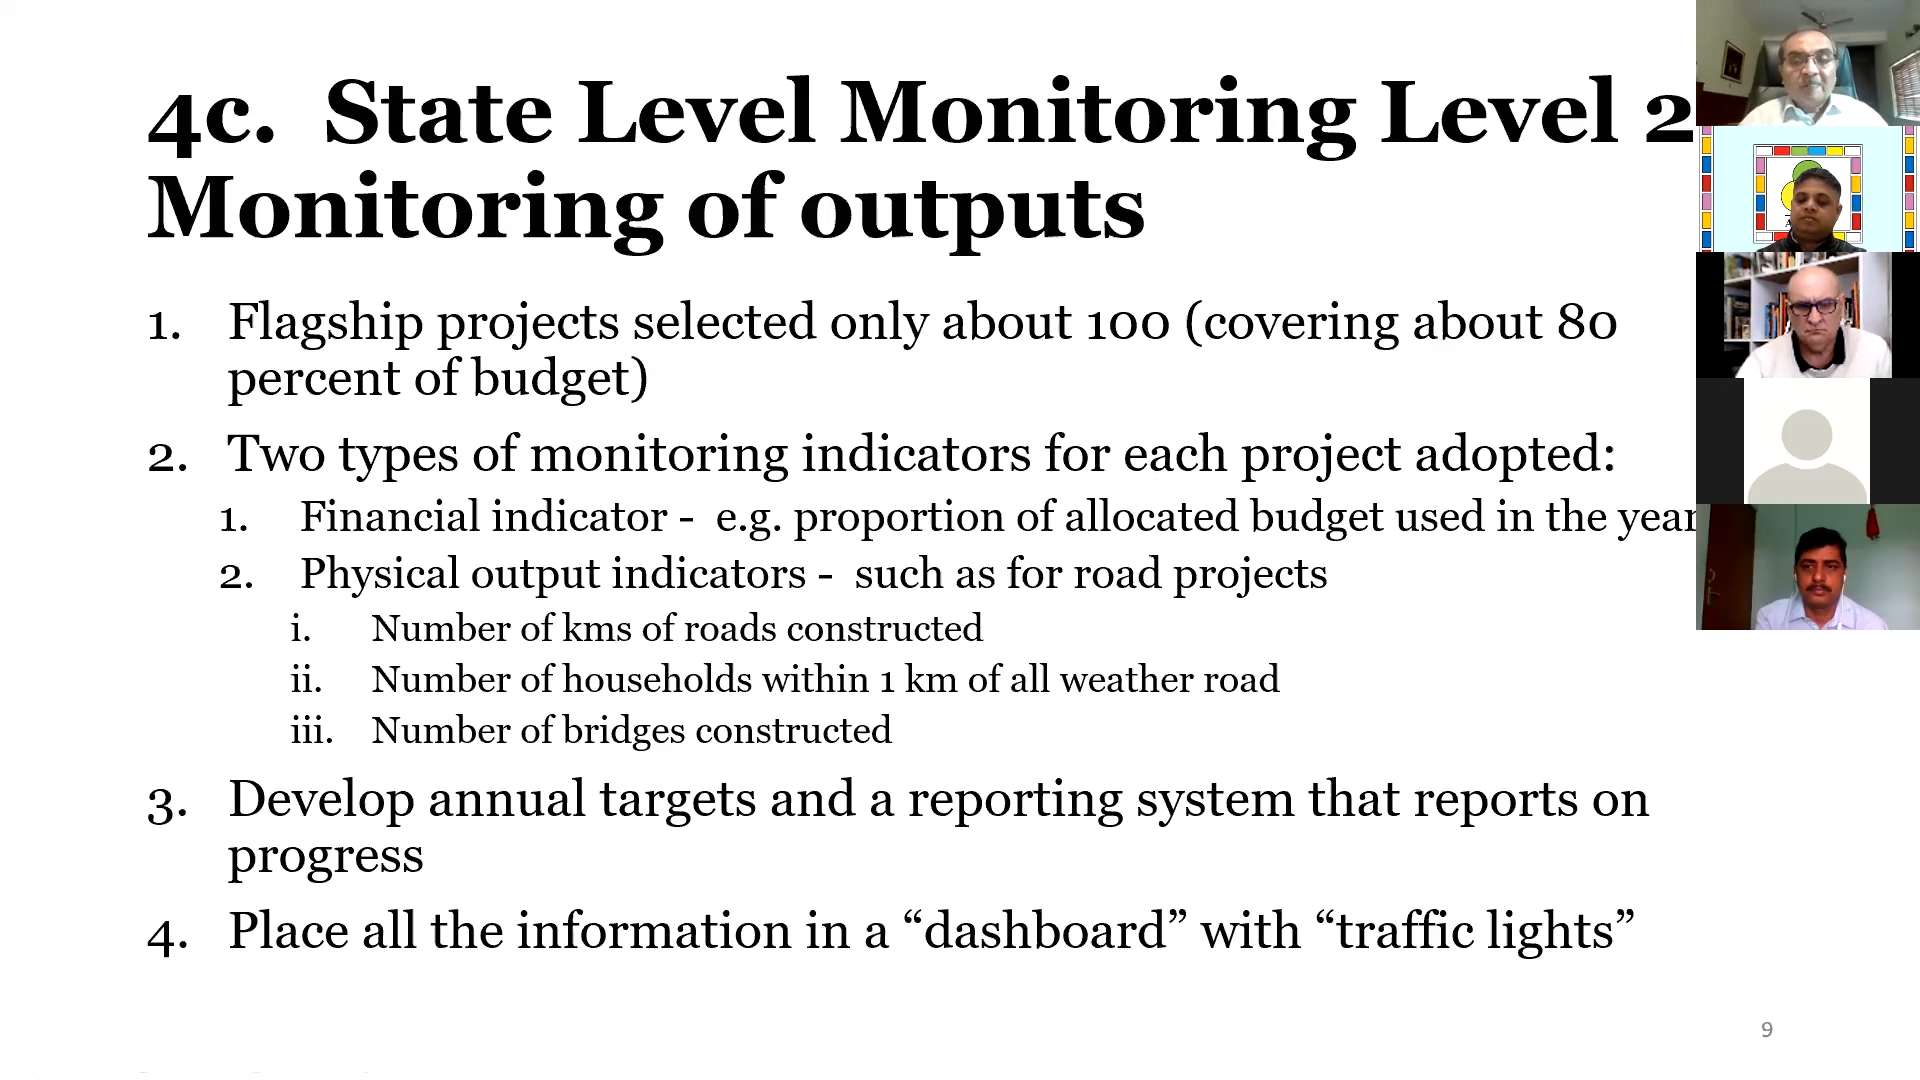 4c. State Level Monitoring Level 2
Monitoring of outputs
1. Flagship projects selected only about 100 (covering about 80
percent of budget)
2. Two types of monitoring indicators for each project adopted:
1. Financial indicator - e.g. proportion of allocated budget used in the year
2. Physical output indicators - such as for road projects
i. Number of kms of roads constructed
ii. Number of households within 1 km of all weather road
iii. Number of bridges constructed
3. Develop annual targets and a reporting system that reports on
progress
4. Place all the information in a “dashboard” with “traffic lights”
9